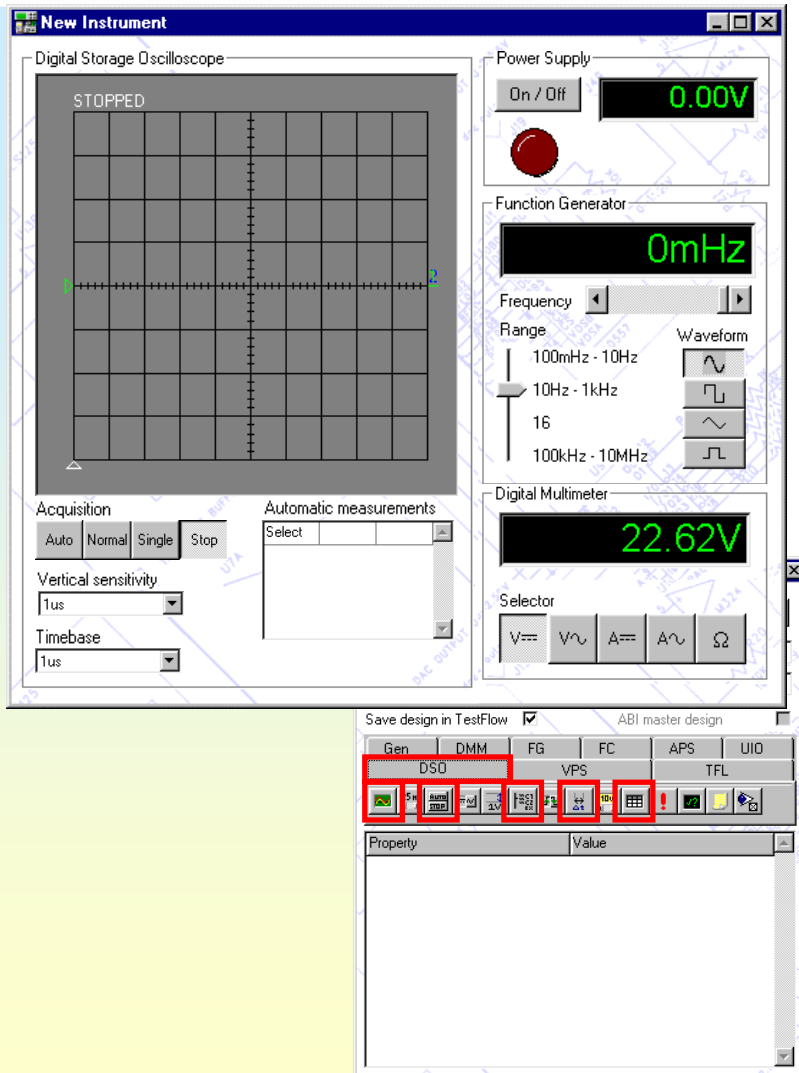 New Instrument
Digital Storage Oscilloscope
STOPPED
2
Acquisition
Auto Normal Single Stop
Vertical sensitivity
1us
Timebase
1us
Automatic measurements
Select
Power Supply
On / Off
0.00V
Function Generator
0mHz
Frequency
Range
100mHz - 10Hz
10Hz - 1kHz
16
100kHz - 10MHz
Waveform
Digital Multimeter
22.62V
Selector
V A Ω
Save design in TestFlow
ABI master design
Gen DMM FG FC APS UIO
DSO VPS TFL
AUTO
STOP
Property Value